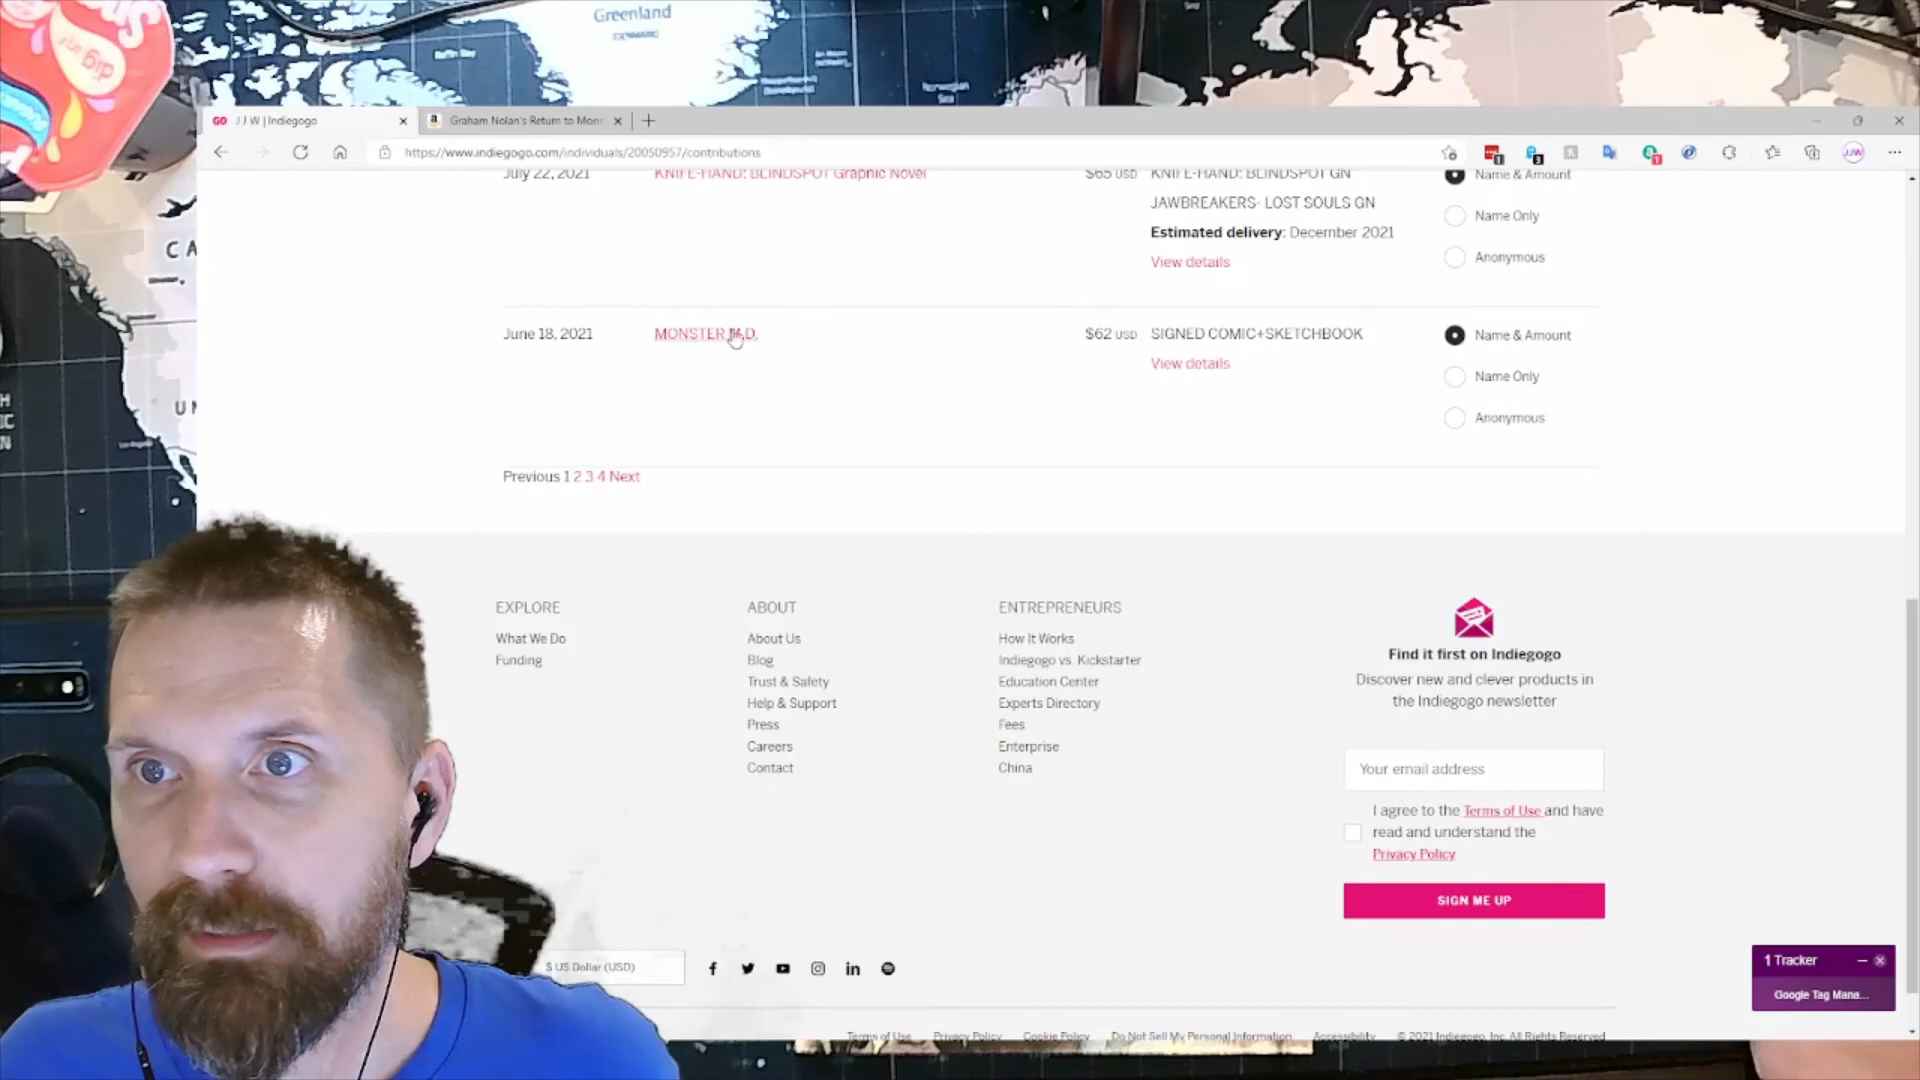 Greenland
Norwegian
Sea
dig
GO J J W | Indiegogo
Graham Nolan's Return to Mons
https://www.indiegogo.com/individuals/20050957/contributions
JJW
July 22, 2021 KNIFE-HAND: BLINDSPOT Graphic Novel $65 USD KNIFE-HAND: BLINDSPOT GN Name & Amount
JAWBREAKERS- LOST SOULS GN Name Only
Estimated delivery: December 2021
View details Anonymous
June 18, 2021 MONSTER M.D. $62 USD SIGNED COMIC+SKETCHBOOK Name & Amount
View details Name Only
Anonymous
Previous 1 2 3 4 Next
EXPLORE
What We Do
Funding
ABOUT
About Us
Blog
Trust & Safety
Help & Support
Press
Careers
Contact
ENTREPRENEURS
How It Works
Indiegogo vs. Kickstarter
Education Center
Experts Directory
Fees
Enterprise
China
Find it first on Indiegogo
Discover new and clever products in
the Indiegogo newsletter
Your email address
I agree to the Terms of Use and have
read and understand the
Privacy Policy
SIGN ME UP
$ US Dollar (USD)
1 Tracker
Google Tag Mana...
Terms of Use Privacy Policy Cookie Policy Do Not Sell My Personal Information Accessibility © 2021 Indiegogo, Inc. All Rights Reserved